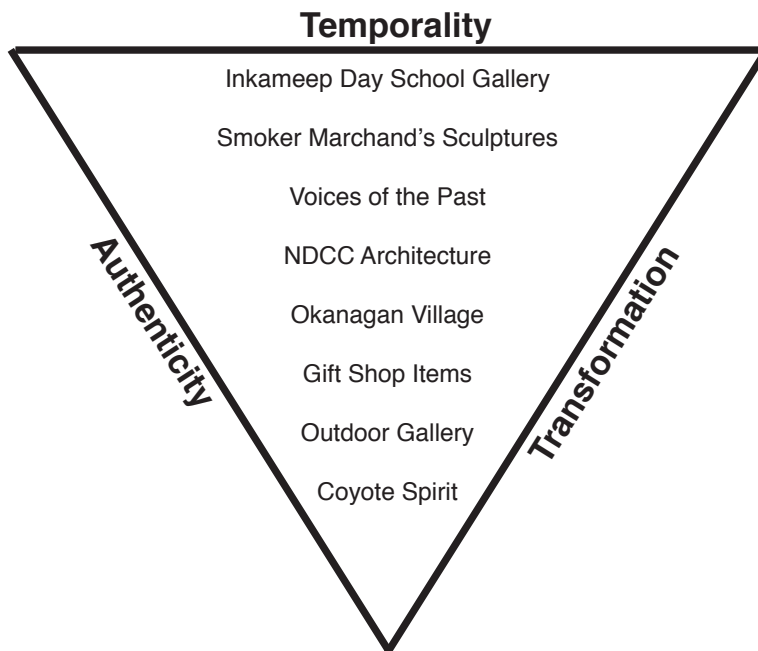 Temporality
Inkameep Day School Gallery
Smoker Marchand's Sculptures
Voices of the Past
NDCC Architecture
Okanagan Village
Gift Shop Items
Outdoor Gallery
Coyote Spirit
Authenticity
Transformation